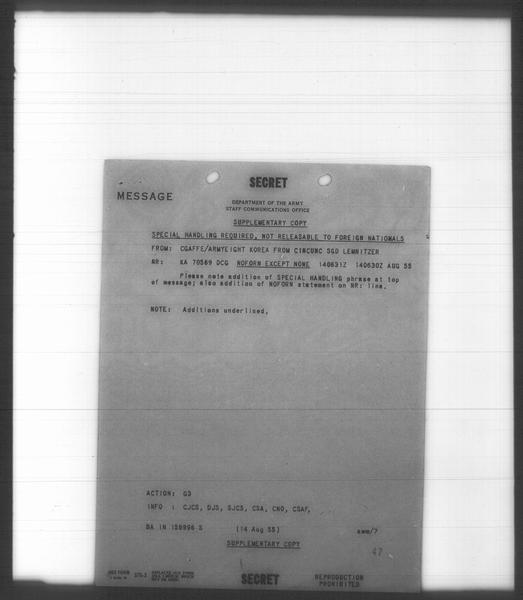 SECRET
MESSAGE
DEPARTMENT OF THE ARMY
STAFF COMMUNICATIONS OFFICE
SUPPLEMENTARY COPY
SPECIAL HANDLING REQUIRED, NOT RELEASABLE TO FOREIGN NATIONALS
FROM: CGAFFE/ARMYEIGHT KOREA FROM CINCUNC SGD LEMNITZER
NR: KA 70569 DCG NOFORN EXCEPT NONE 140631Z 140630Z AUG 55
Please note addition of SPECIAL HANDLING phrase at top
of message; also addition of NOFORN statement on NR: line.
NOTE: Additions underlined.
ACTION: G3
INFO : CJCS, DJS, SJCS, CSA, CNO, CSAF,
DA IN 158996 S (14 Aug 55)
SUPPLEMENTARY COPY
47
SECRET
REPRODUCTION
PROHIBITED